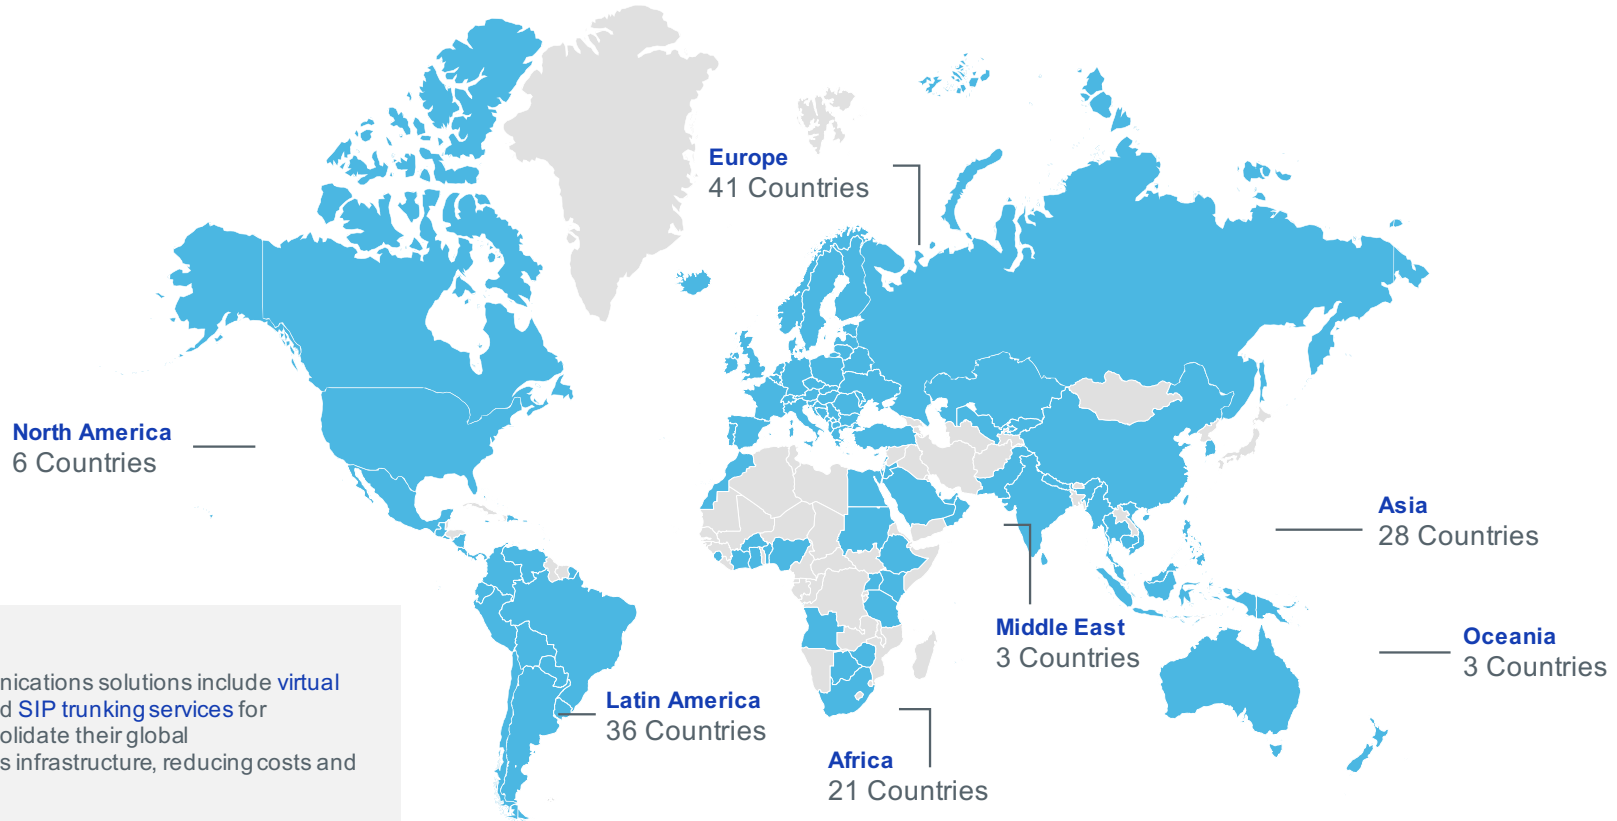 Europe
41 Countries
North America
6 Countries
Asia
28 Countries
Middle East
3 Countries
Oceania
3 Countries
Latin America
36 Countries
Africa
21 Countries
nications solutions include virtual
d SIP trunking services for
olidate their global
s infrastructure, reducing costs and